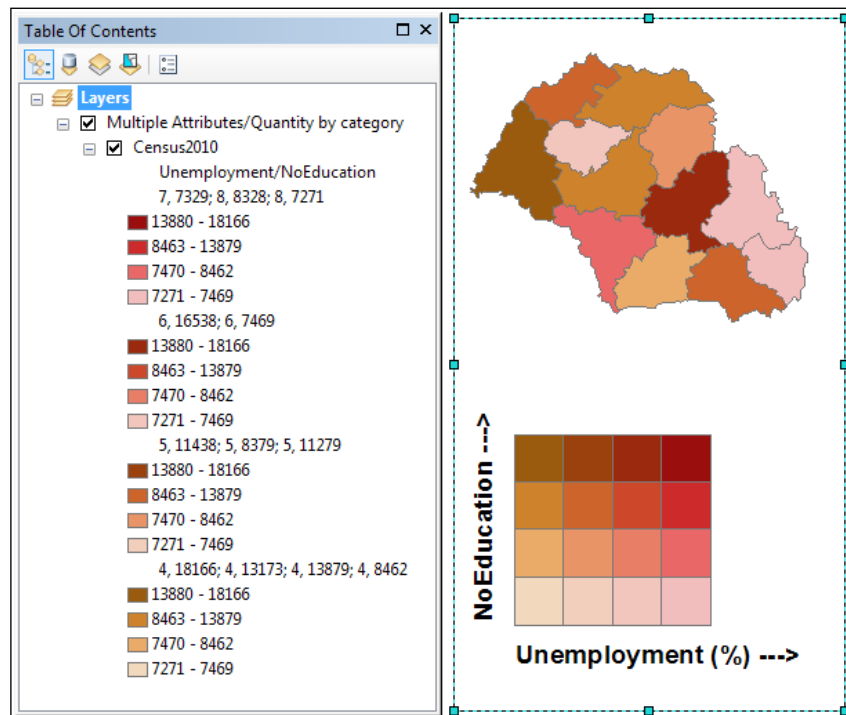 Table Of Contents
Layers
Multiple Attributes/Quantity by category
Census2010
Unemployment/NoEducation
7, 7329; 8, 8328; 8, 7271
13880 - 18166
8463 - 13879
7470 - 8462
7271 - 7469
6, 16538; 6, 7469
13880 - 18166
8463 - 13879
7470 - 8462
7271 - 7469
5, 11438; 5, 8379; 5, 11279
13880 - 18166
8463 - 13879
7470 - 8462
7271 - 7469
4, 18166; 4, 13173; 4, 13879; 4, 8462
13880 - 18166
8463 - 13879
7470 - 8462
7271 - 7469
NoEducation --->
Unemployment (%) --->